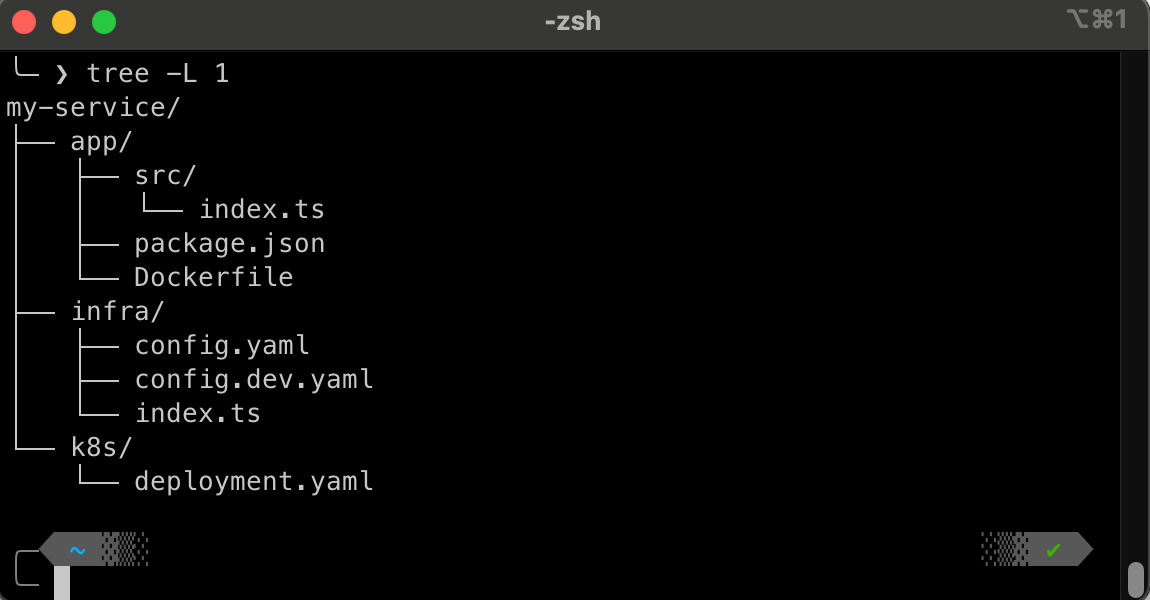 -zsh ⌥⌘1
╰─ ❯ tree -L 1
my-service/
├── app/
│   ├── src/
│   │   └── index.ts
│   ├── package.json
│   └── Dockerfile
├── infra/
│   ├── config.yaml
│   ├── config.dev.yaml
│   └── index.ts
└── k8s/
    └── deployment.yaml
~ ✔